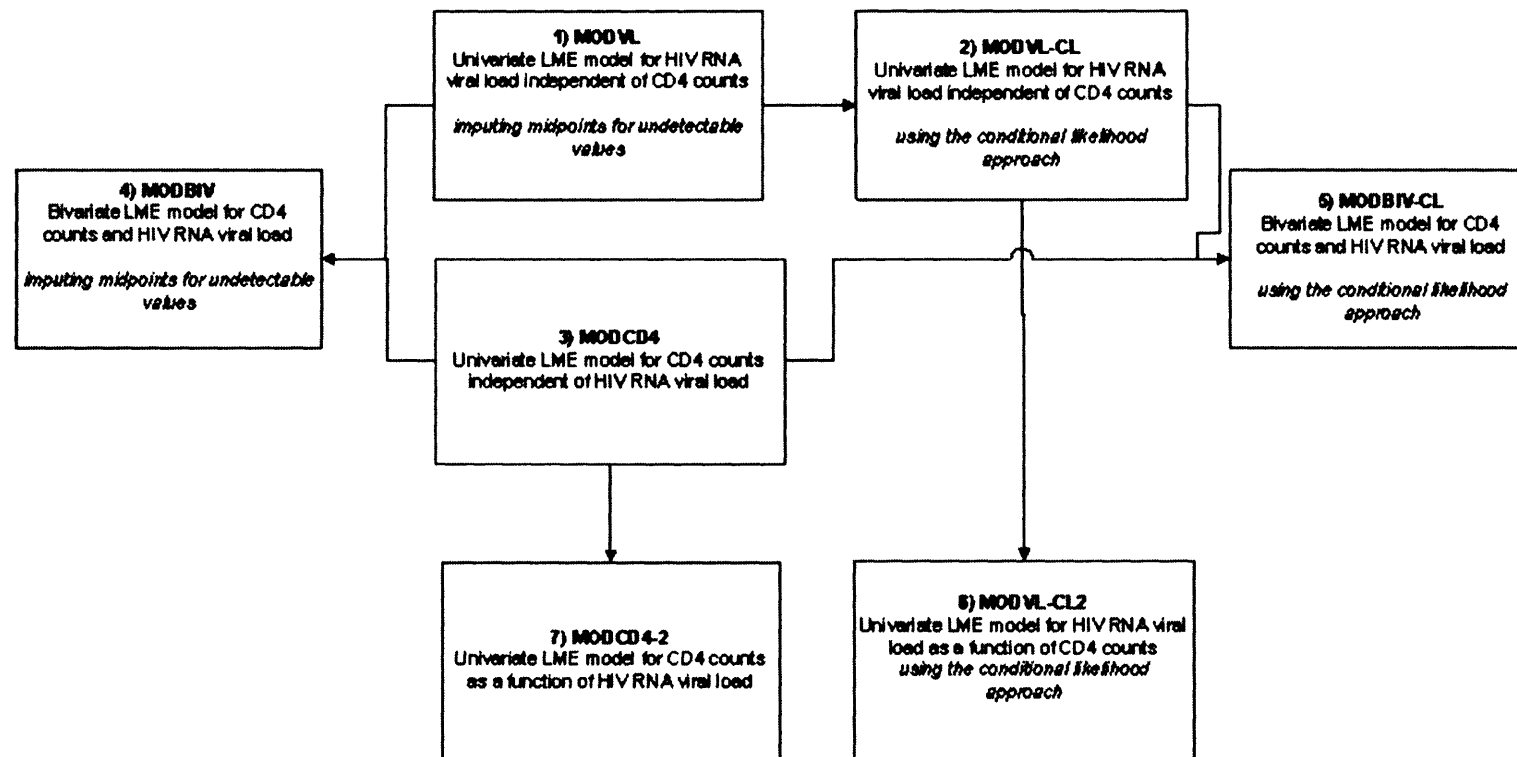 1) MODVL
Univariate LME model for HIV RNA
viral load independent of CD4 counts
imputing midpoints for undetectable
values
2) MODVL-CL
Univariate LME model for HIV RNA
viral load independent of CD4 counts
using the conditional likelihood
approach
4) MODBIV
Bivariate LME model for CD4
counts and HIV RNA viral load
imputing midpoints for undetectable
values
5) MODBIV-CL
Bivariate LME model for CD4
counts and HIV RNA viral load
using the conditional likelihood
approach
3) MODCD4
Univariate LME model for CD4 counts
independent of HIV RNA viral load
7) MODCD4-2
Univariate LME model for CD4 counts
as a function of HIV RNA viral load
6) MODVL-CL2
Univariate LME model for HIV RNA viral
load as a function of CD4 counts
using the conditional likelihood
approach